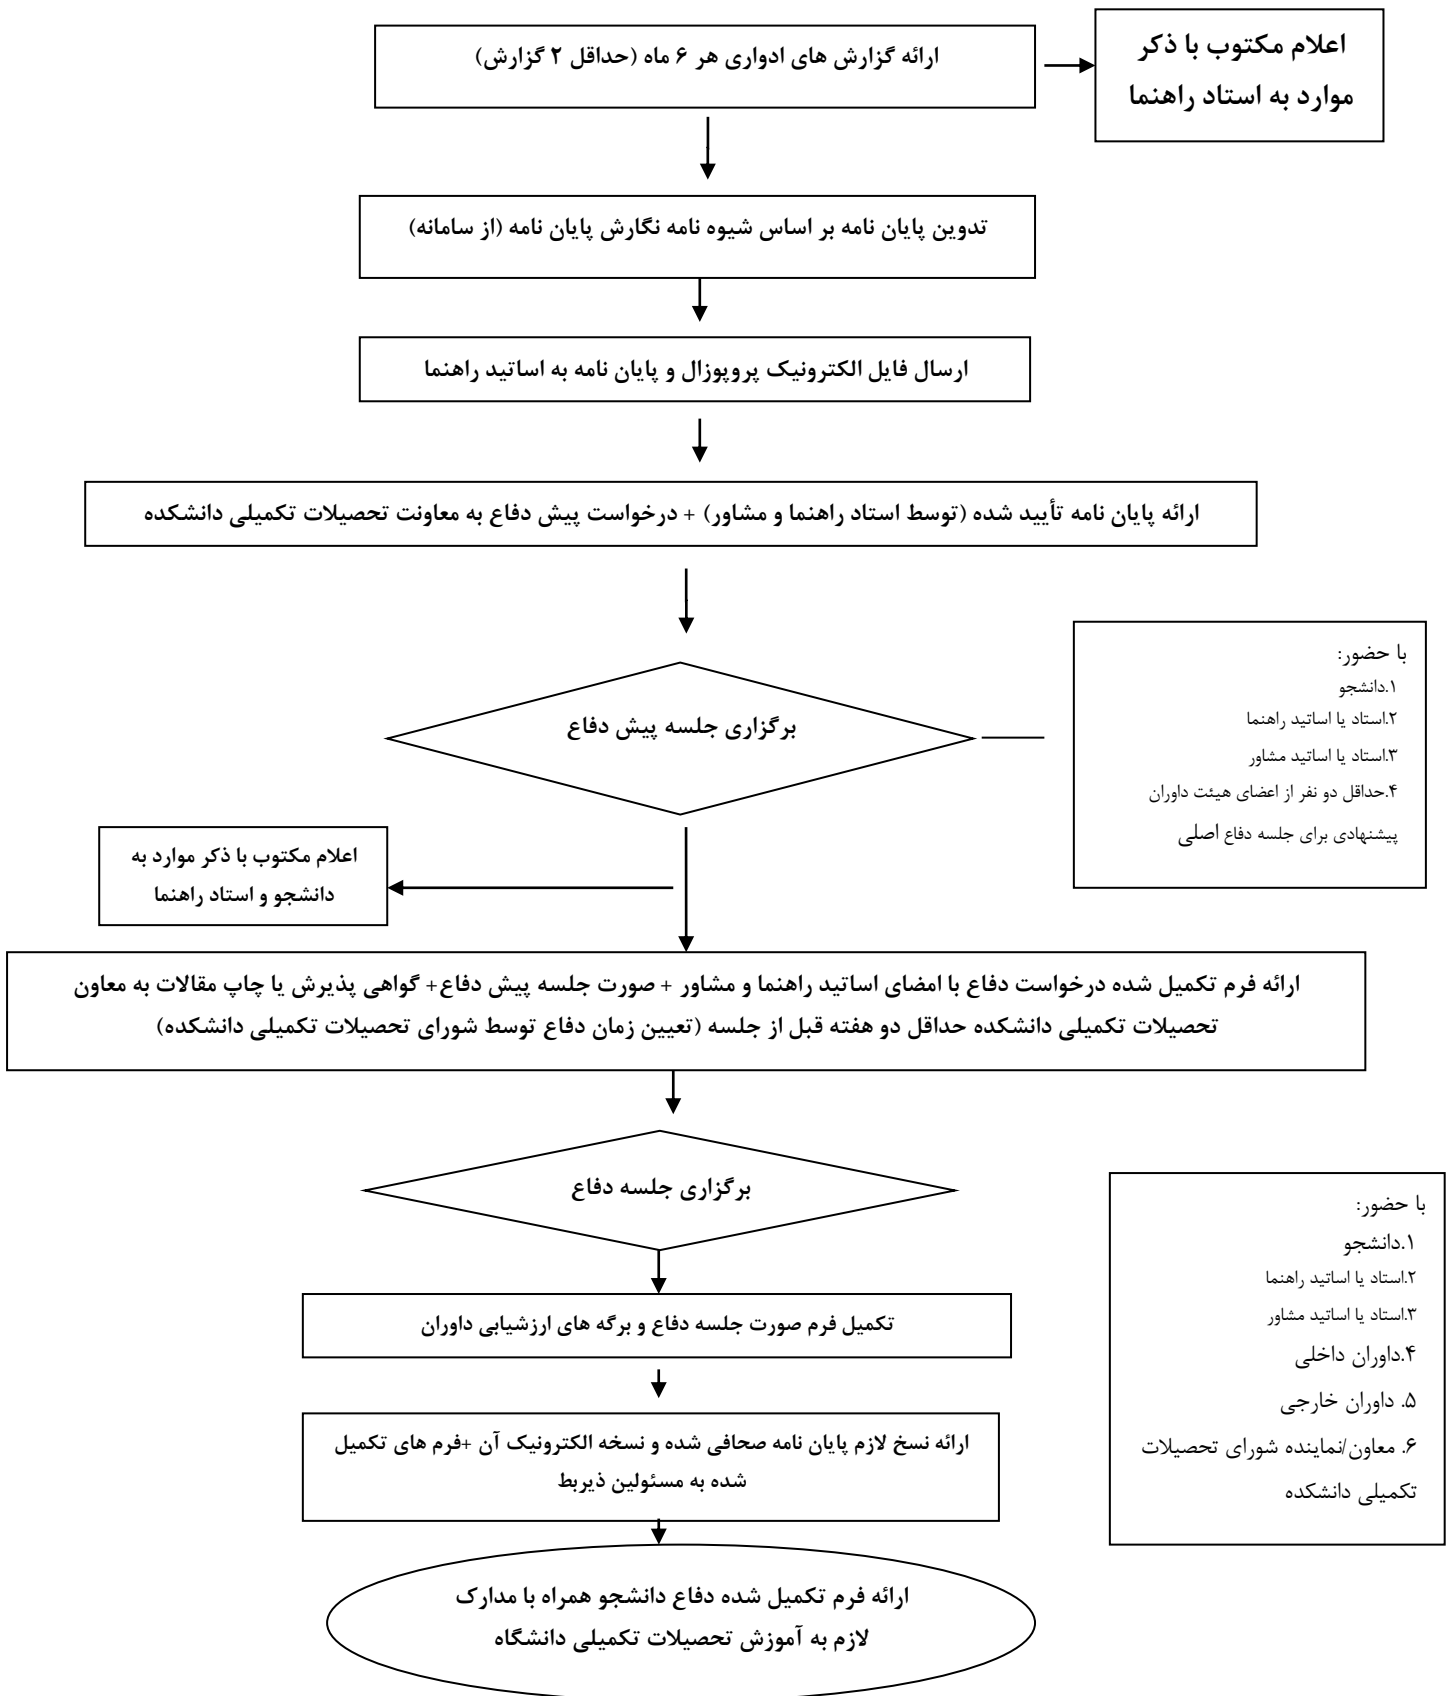 ارائه گزارش های ادواری هر ۶ ماه (حداقل ۲ گزارش)
اعلام مکتوب با ذکر
موارد به استاد راهنما
تدوین پایان نامه بر اساس شیوه نامه نگارش پایان نامه (از سامانه)
ارسال فایل الکترونیک پروپوزال و پایان نامه به اساتید راهنما
ارائه پایان نامه تأیید شده (توسط استاد راهنما و مشاور) + درخواست پیش دفاع به معاونت تحصیلات تکمیلی دانشکده
برگزاری جلسه پیش دفاع
با حضور:
۱.دانشجو
۲.استاد یا اساتید راهنما
۳.استاد یا اساتید مشاور
۴.حداقل دو نفر از اعضای هیئت داوران
پیشنهادی برای جلسه دفاع اصلی
اعلام مکتوب با ذکر موارد به
دانشجو و استاد راهنما
ارائه فرم تکمیل شده درخواست دفاع با امضای اساتید راهنما و مشاور + صورت جلسه پیش دفاع+ گواهی پذیرش یا چاپ مقالات به معاون
تحصیلات تکمیلی دانشکده حداقل دو هفته قبل از جلسه (تعیین زمان دفاع توسط شورای تحصیلات تکمیلی دانشکده)
برگزاری جلسه دفاع
با حضور:
۱.دانشجو
۲.استاد یا اساتید راهنما
۳.استاد یا اساتید مشاور
۴.داوران داخلی
۵. داوران خارجی
۶. معاون/نماینده شورای تحصیلات
تکمیلی دانشکده
تکمیل فرم صورت جلسه دفاع و برگه های ارزشیابی داوران
ارائه نسخ لازم پایان نامه صحافی شده و نسخه الکترونیک آن +فرم های تکمیل
شده به مسئولین ذیربط
ارائه فرم تکمیل شده دفاع دانشجو همراه با مدارک
لازم به آموزش تحصیلات تکمیلی دانشگاه